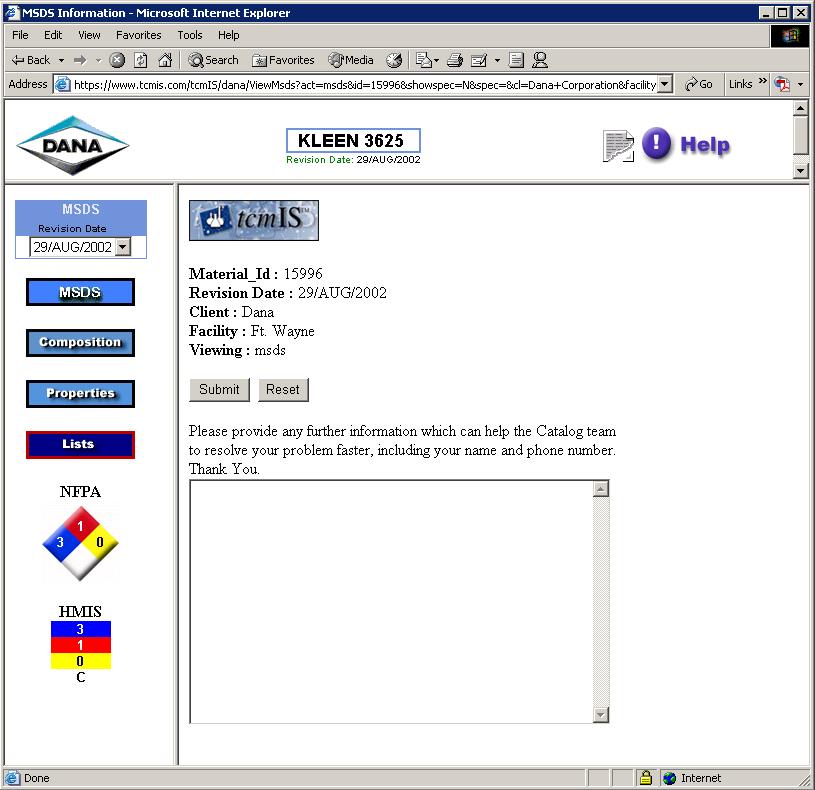 MSDS Information - Microsoft Internet Explorer
File Edit View Favorites Tools Help
Back Search Favorites Media
Address https://www.tcmis.com/tcmIS/dana/ViewMsds?act=msds&id=15996&showspec=N&spec=&cl=Dana+Corporation&facility Go Links »
DANA
KLEEN 3625
Revision Date: 29/AUG/2002
! Help
MSDS
Revision Date
29/AUG/2002
MSDS
Composition
Properties
Lists
NFPA
1
3 0
HMIS
3
1
0
C
tcmIS™
Material_Id : 15996
Revision Date : 29/AUG/2002
Client : Dana
Facility : Ft. Wayne
Viewing : msds
Submit Reset
Please provide any further information which can help the Catalog team
to resolve your problem faster, including your name and phone number.
Thank You.
Done Internet